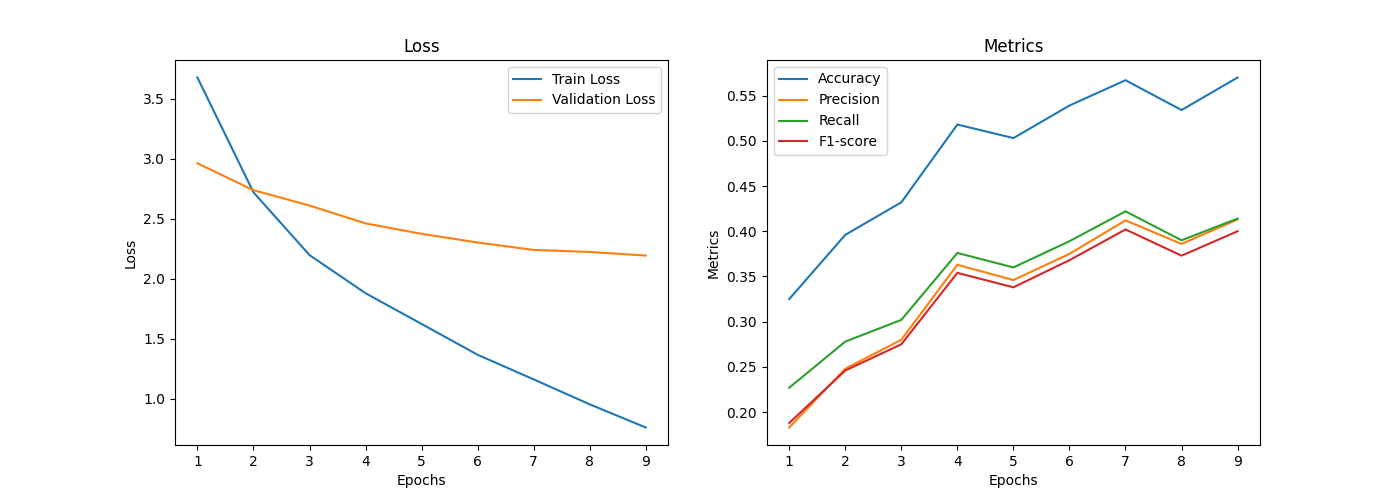 Loss
Train Loss
Validation Loss
3.5
3.0
2.5
2.0
1.5
1.0
Loss
1 2 3 4 5 6 7 8 9
Epochs
Metrics
Accuracy
Precision
Recall
F1-score
0.55
0.50
0.45
0.40
0.35
0.30
0.25
0.20
Metrics
1 2 3 4 5 6 7 8 9
Epochs